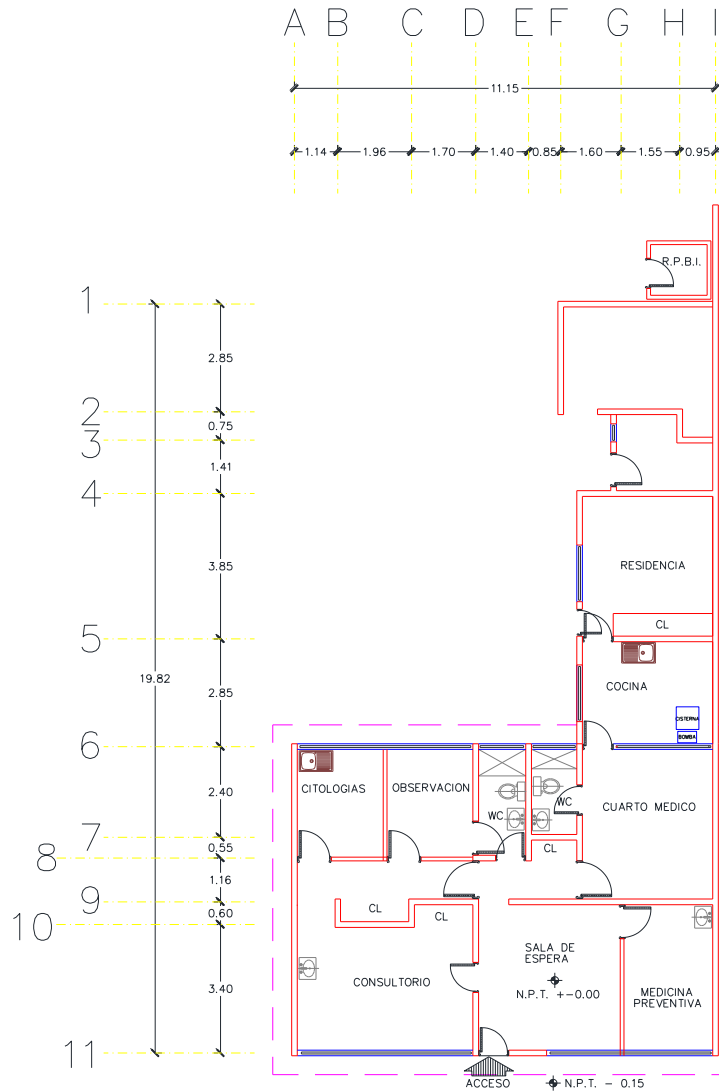 A B C D E F G H I
11.15
1.14 1.96 1.70 1.40 0.85 1.60 1.55 0.95
R.P.B.I.
1
2.85
2
0.75
3
1.41
4
3.85
RESIDENCIA
CL
5
19.82
2.85
COCINA
CISTERNA
BOMBA
6
2.40
CITOLOGIAS
OBSERVACION
WC
WC
CUARTO MEDICO
7
0.55
8
CL
1.16
9
CL
CL
0.60
10
SALA DE
ESPERA
N.P.T. +-0.00
CONSULTORIO
3.40
MEDICINA
PREVENTIVA
11
ACCESO
N.P.T. - 0.15